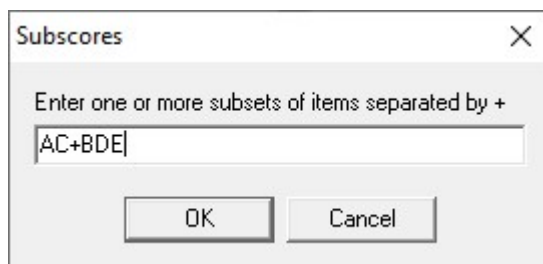 Subscores
Enter one or more subsets of items separated by +
AC+BDE
OK Cancel